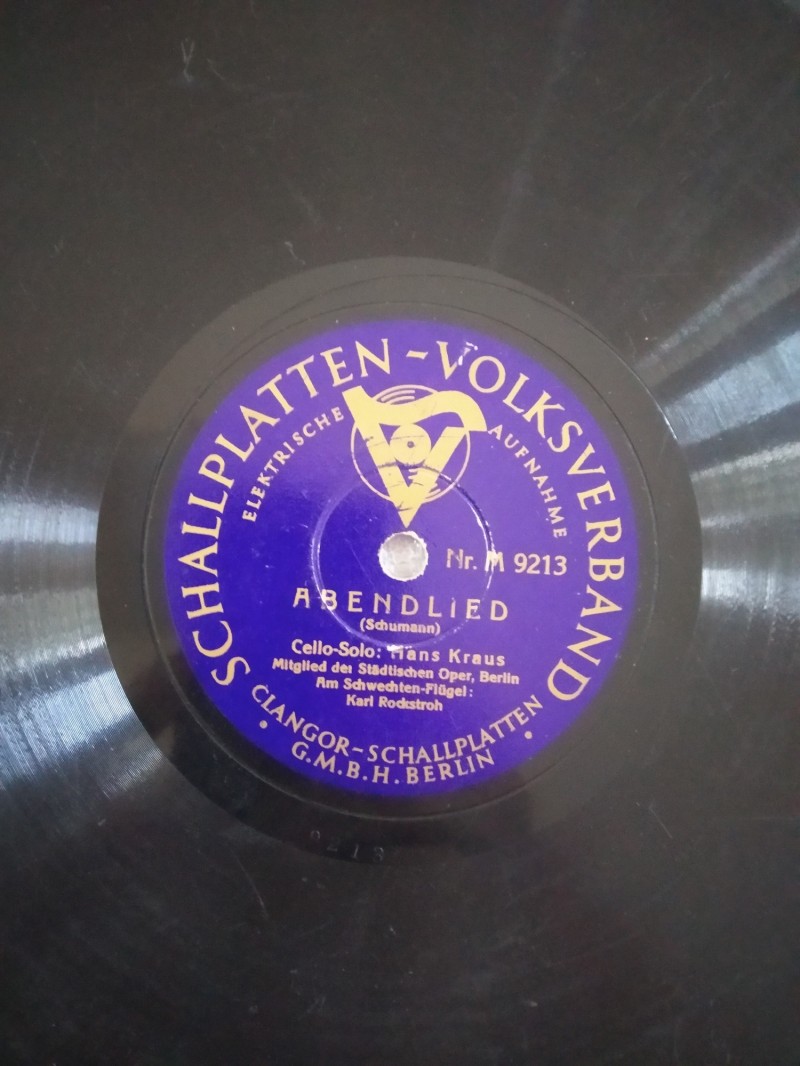 SCHALLPLATTEN-VOLKSVERBAND
ELEKTRISCHE AUFNAHME
Nr. M 9213
ABENDLIED
(Schumann)
Cello-Solo: Hans Kraus
Mitglied der Städtischen Oper, Berlin
Am Schwechten-Flügel:
Karl Rockstroh
• CLANGOR-SCHALLPLATTEN •
G.M.B.H. BERLIN
9213